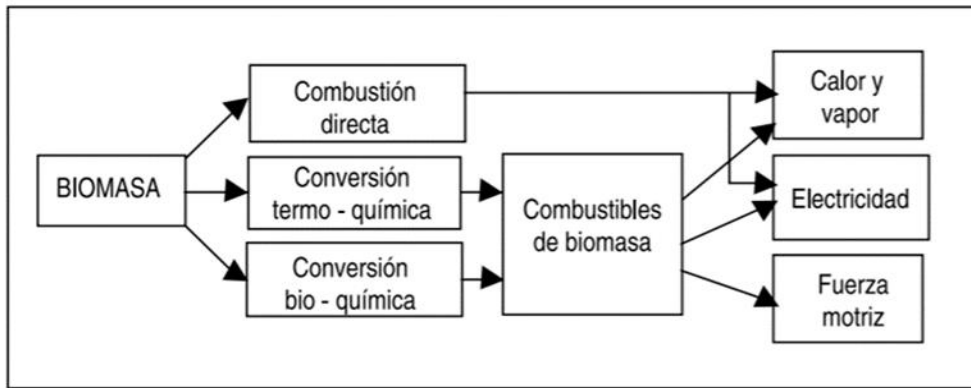 BIOMASA
Combustión
directa
Conversión
termo - química
Conversión
bio - química
Combustibles
de biomasa
Calor y
vapor
Electricidad
Fuerza
motriz